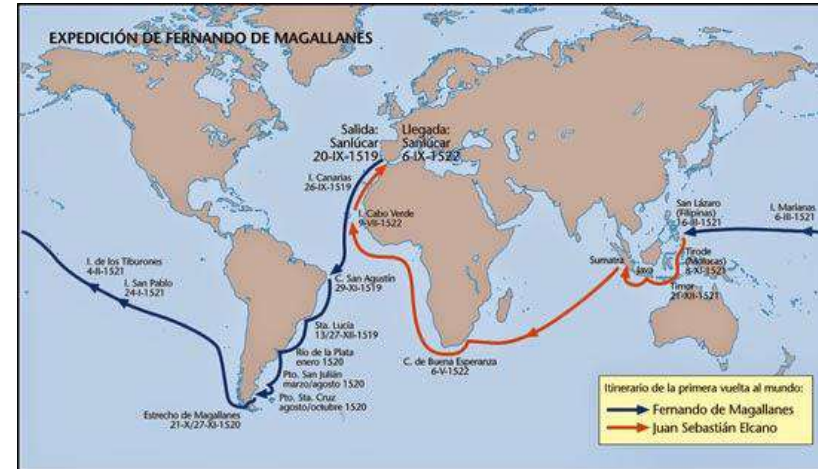 EXPEDICIÓN DE FERNANDO DE MAGALLANES
Salida:
Sanlúcar
20-IX-1519
Llegada:
Sanlúcar
6-IX-1522
I. Canarias
26-IX-1519
I. Cabo Verde
9-VII-1522
San Lázaro
(Filipinas)
16-III-1521
I. Marianas
6-III-1521
Tirode
(Molucas)
8-XI-1521
Sumatra
Java
Timor
21-XII-1521
I. de los Tiburones
4-II-1521
I. San Pablo
24-I-1521
C. San Agustín
29-XI-1519
Sta. Lucía
13/27-XII-1519
Río de la Plata
enero 1520
Pto. San Julián
marzo/agosto 1520
Pto. Sta. Cruz
agosto/octubre 1520
Estrecho de Magallanes
21-X/27-XI-1520
C. de Buena Esperanza
6-V-1522
Itinerario de la primera vuelta al mundo:
Fernando de Magallanes
Juan Sebastián Elcano